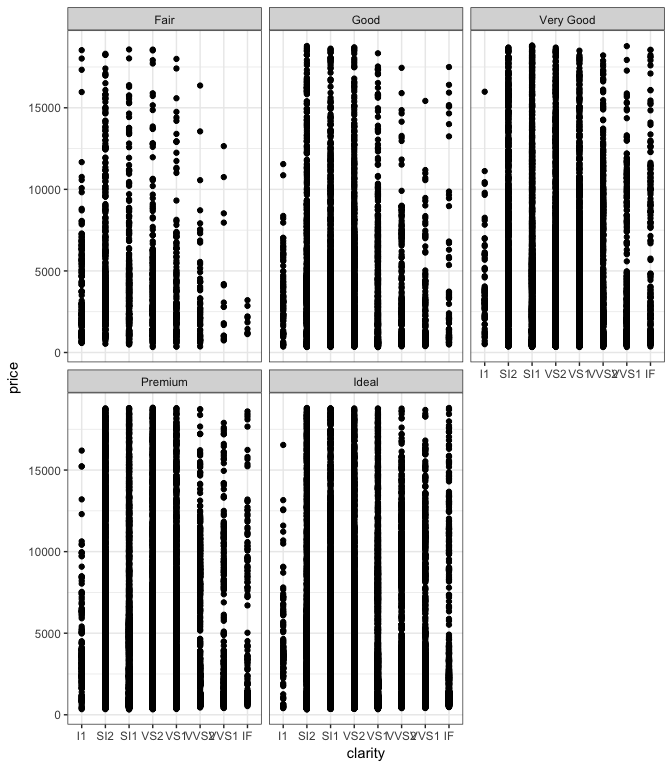 Fair
Good
Very Good
15000
10000
5000
0
I1 SI2 SI1 VS2 VS1 VVS2 VVS1 IF
price
Premium
Ideal
15000
10000
5000
0
I1 SI2 SI1 VS2 VS1 VVS2 VVS1 IF
I1 SI2 SI1 VS2 VS1 VVS2 VVS1 IF
clarity